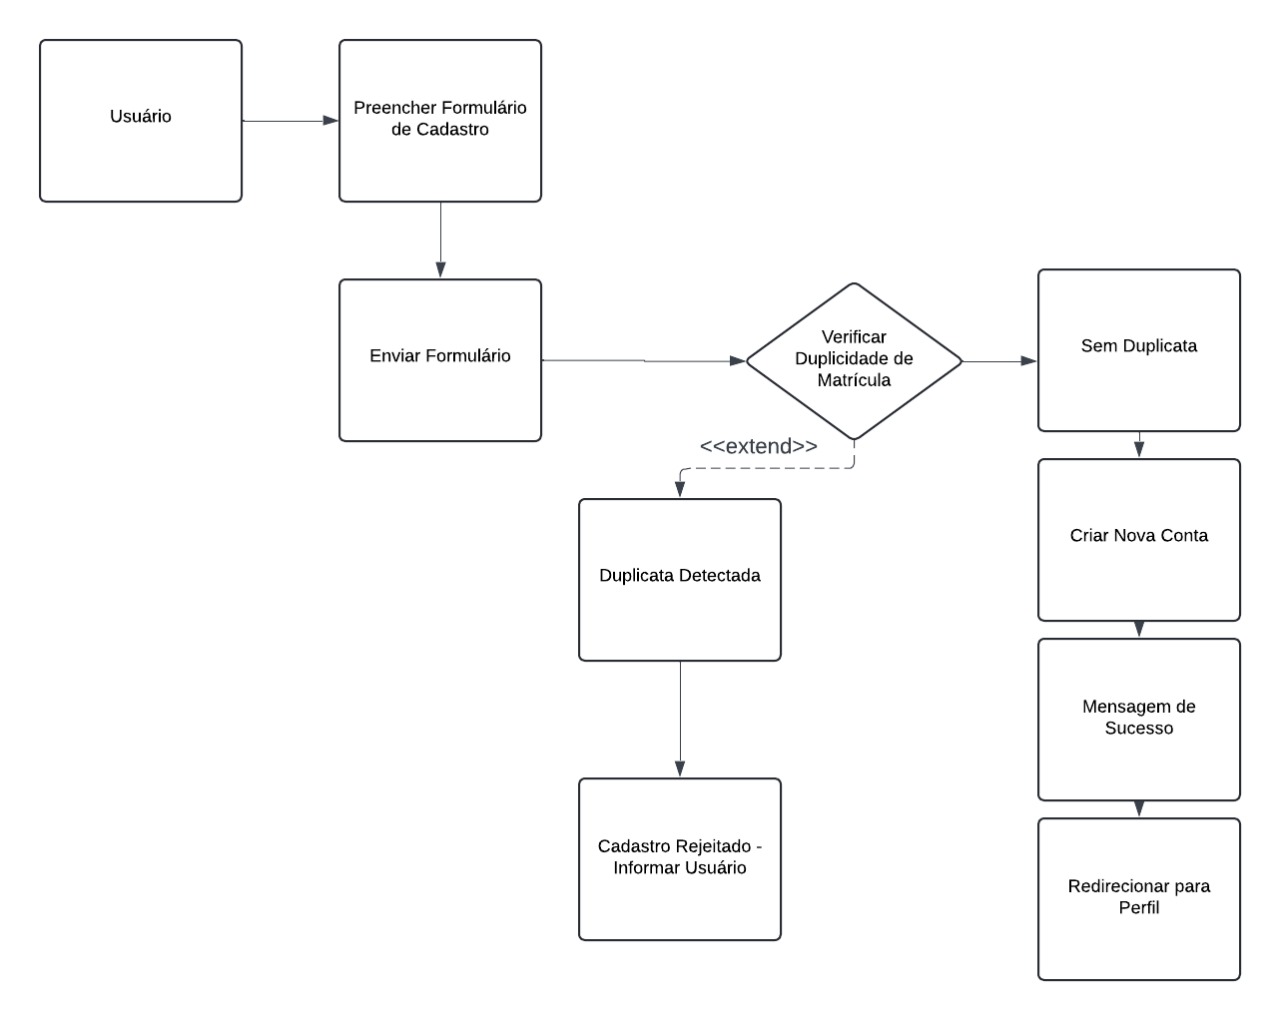 Usuário
Preencher Formulário
de Cadastro
Enviar Formulário
Verificar
Duplicidade de
Matrícula
Sem Duplicata
<<extend>>
Duplicata Detectada
Criar Nova Conta
Mensagem de
Sucesso
Cadastro Rejeitado -
Informar Usuário
Redirecionar para
Perfil